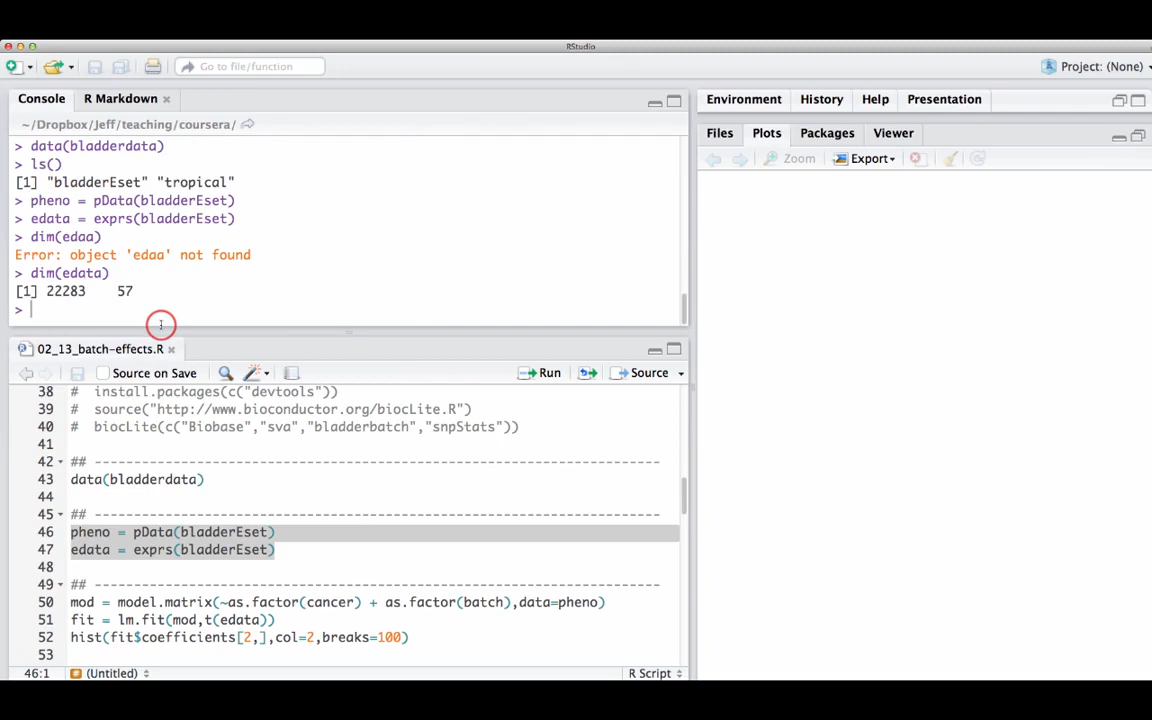 RStudio
Go to file/function
Project: (None)
Console R Markdown
~/Dropbox/Jeff/teaching/coursera/
> data(bladderdata)
> ls()
[1] "bladderEset" "tropical"
> pheno = pData(bladderEset)
> edata = exprs(bladderEset)
> dim(edaa)
Error: object 'edaa' not found
> dim(edata)
[1] 22283 57
>
02_13_batch-effects.R
Source on Save Run Source
38 # install.packages(c("devtools"))
39 # source("http://www.bioconductor.org/biocLite.R")
40 # biocLite(c("Biobase","sva","bladderbatch","snpStats"))
41
42 ## -----------------------------------------------------------------------
43 data(bladderdata)
44
45 ## -----------------------------------------------------------------------
46 pheno = pData(bladderEset)
47 edata = exprs(bladderEset)
48
49 ## -----------------------------------------------------------------------
50 mod = model.matrix(~as.factor(cancer) + as.factor(batch),data=pheno)
51 fit = lm.fit(mod,t(edata))
52 hist(fit$coefficients[2,],col=2,breaks=100)
53
46:1 (Untitled) R Script
Environment History Help Presentation
Files Plots Packages Viewer
Zoom Export